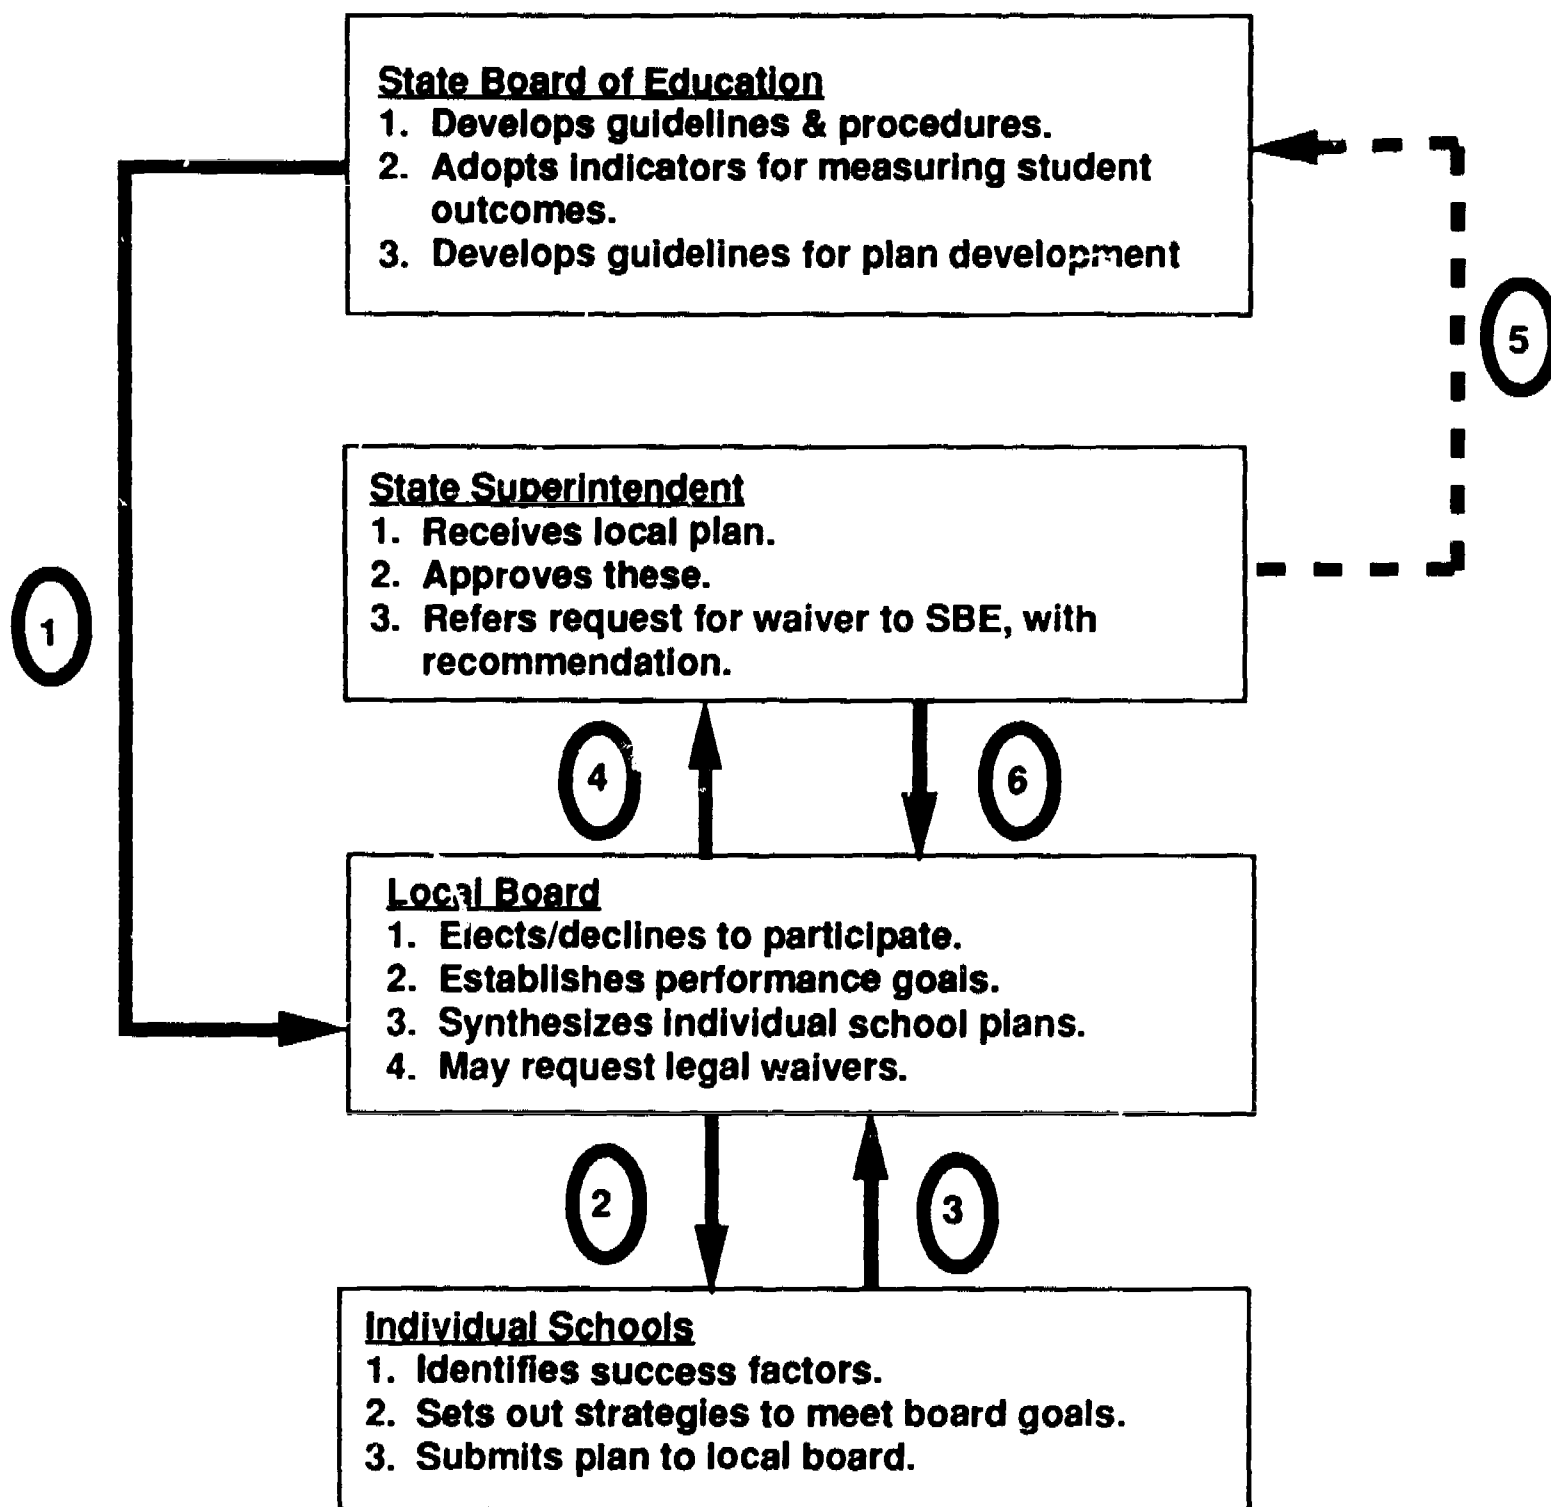 State Board of Education
1. Develops guidelines & procedures.
2. Adopts indicators for measuring student
outcomes.
3. Develops guidelines for plan development
5
State Superintendent
1. Receives local plan.
2. Approves these.
3. Refers request for waiver to SBE, with
recommendation.
1
4
6
Local Board
1. Elects/declines to participate.
2. Establishes performance goals.
3. Synthesizes individual school plans.
4. May request legal waivers.
2
3
Individual Schools
1. Identifies success factors.
2. Sets out strategies to meet board goals.
3. Submits plan to local board.